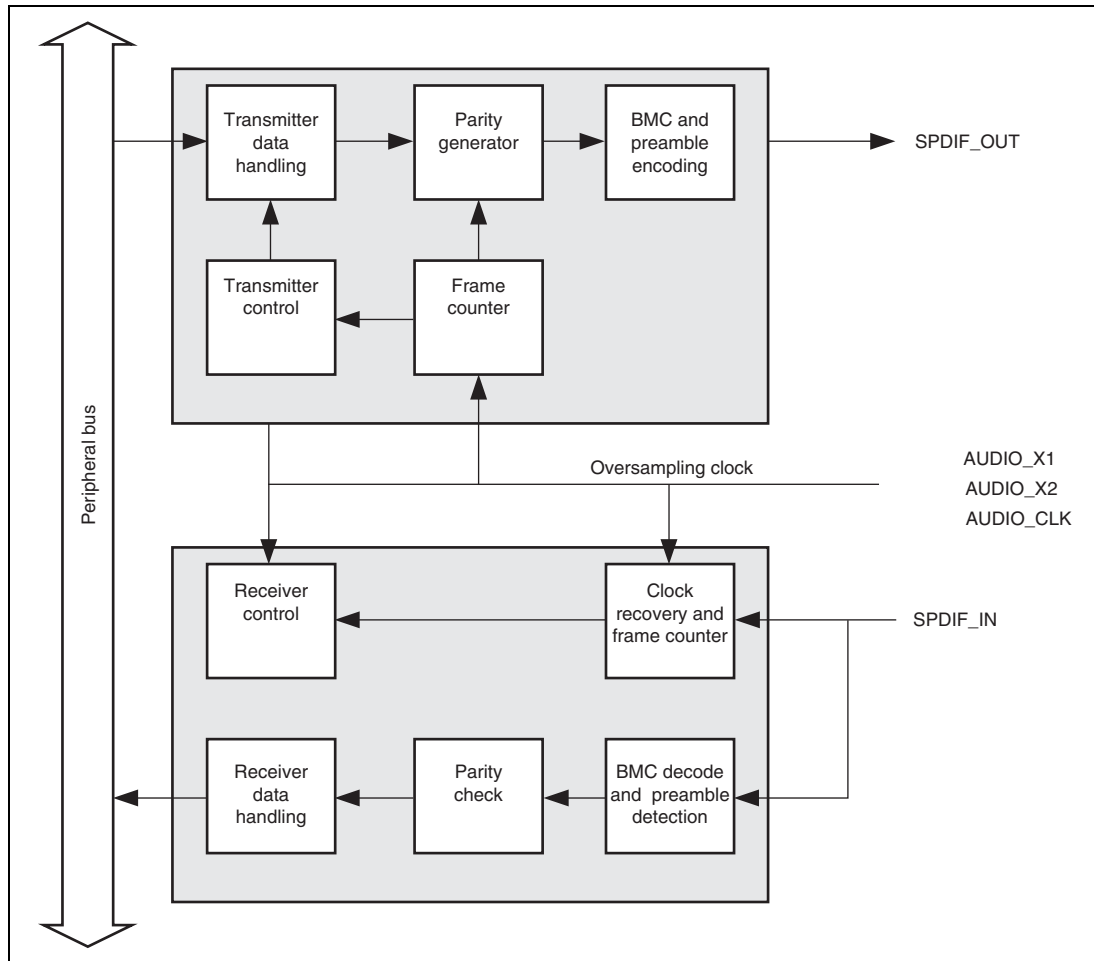 Transmitter
data
handling
Parity
generator
BMC and
preamble
encoding
SPDIF_OUT
Transmitter
control
Frame
counter
Peripheral bus
Oversampling clock
AUDIO_X1
AUDIO_X2
AUDIO_CLK
Receiver
control
Clock
recovery and
frame counter
SPDIF_IN
Receiver
data
handling
Parity
check
BMC decode
and preamble
detection